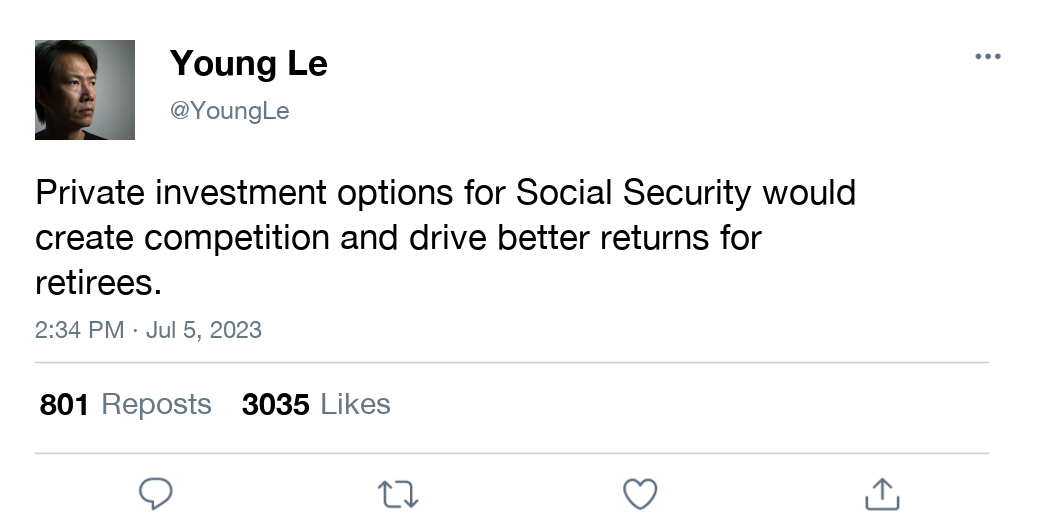 Young Le
@YoungLe
Private investment options for Social Security would
create competition and drive better returns for
retirees.
2:34 PM · Jul 5, 2023
801 Reposts 3035 Likes